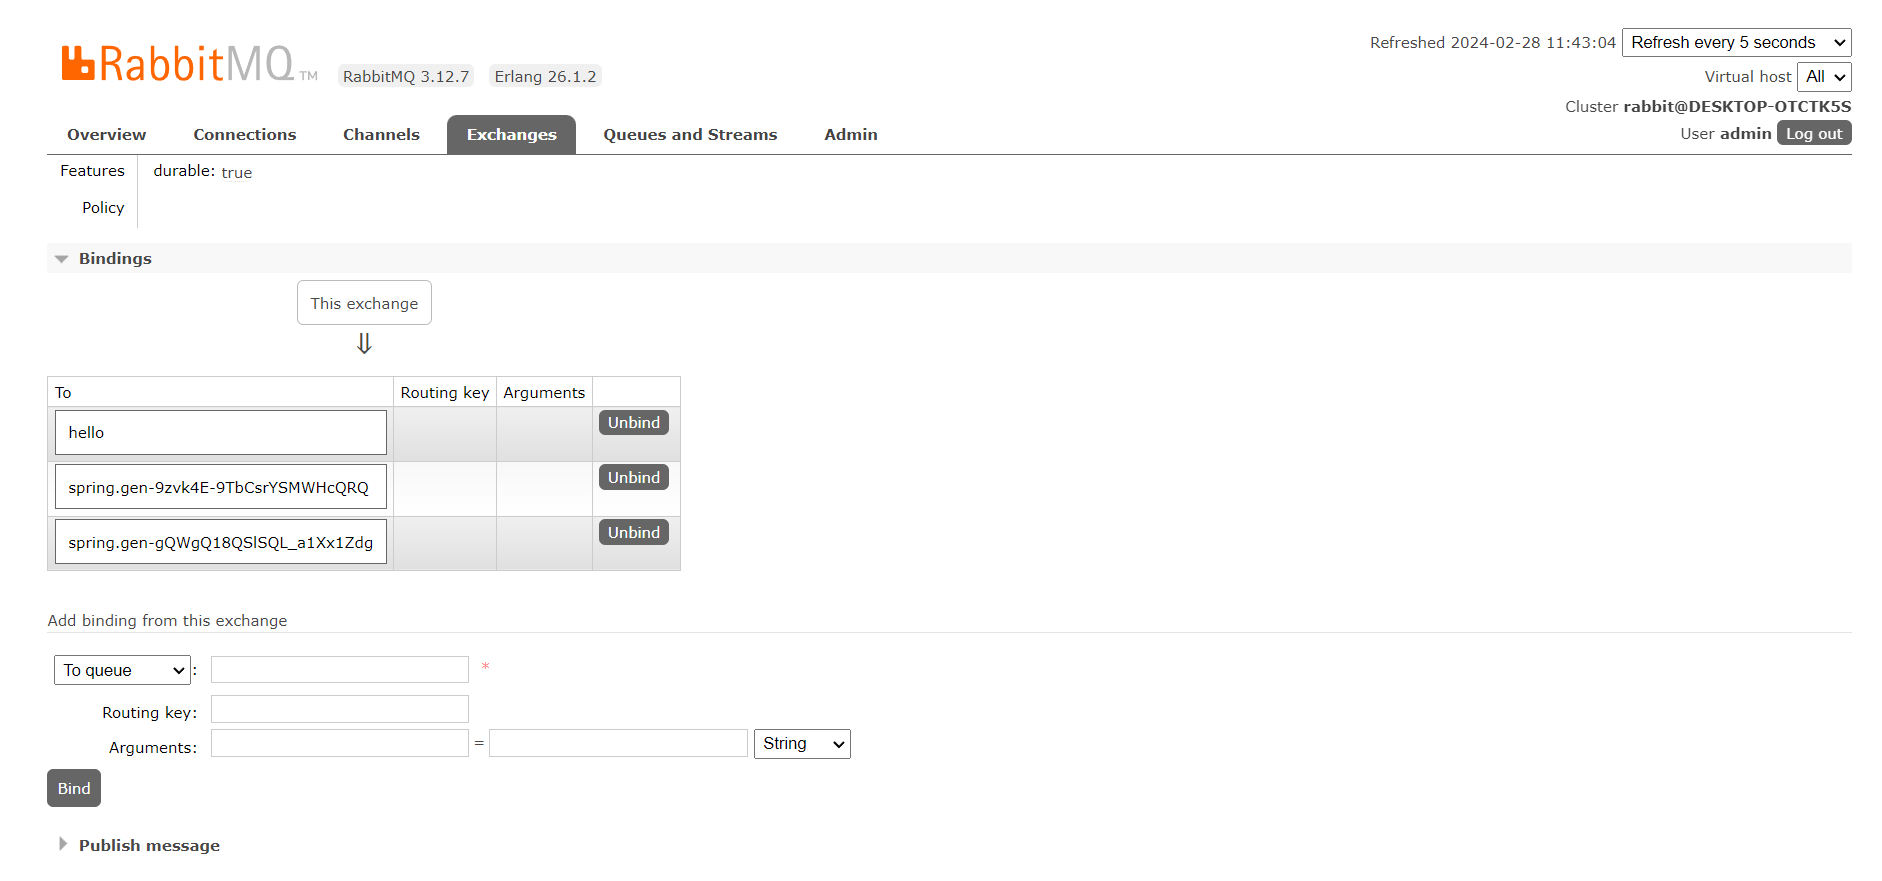 RabbitMQ TM RabbitMQ 3.12.7 Erlang 26.1.2
Refreshed 2024-02-28 11:43:04 Refresh every 5 seconds
Virtual host All
Cluster rabbit@DESKTOP-OTCTK5S
User admin Log out
Overview Connections Channels Exchanges Queues and Streams Admin
Features durable: true
Policy
Bindings
This exchange
⇓
To Routing key Arguments
hello Unbind
spring.gen-9zvk4E-9TbCsrYSMWHcQRQ Unbind
spring.gen-gQWgQ18QSlSQL_a1Xx1Zdg Unbind
Add binding from this exchange
To queue : *
Routing key:
Arguments: = String
Bind
Publish message